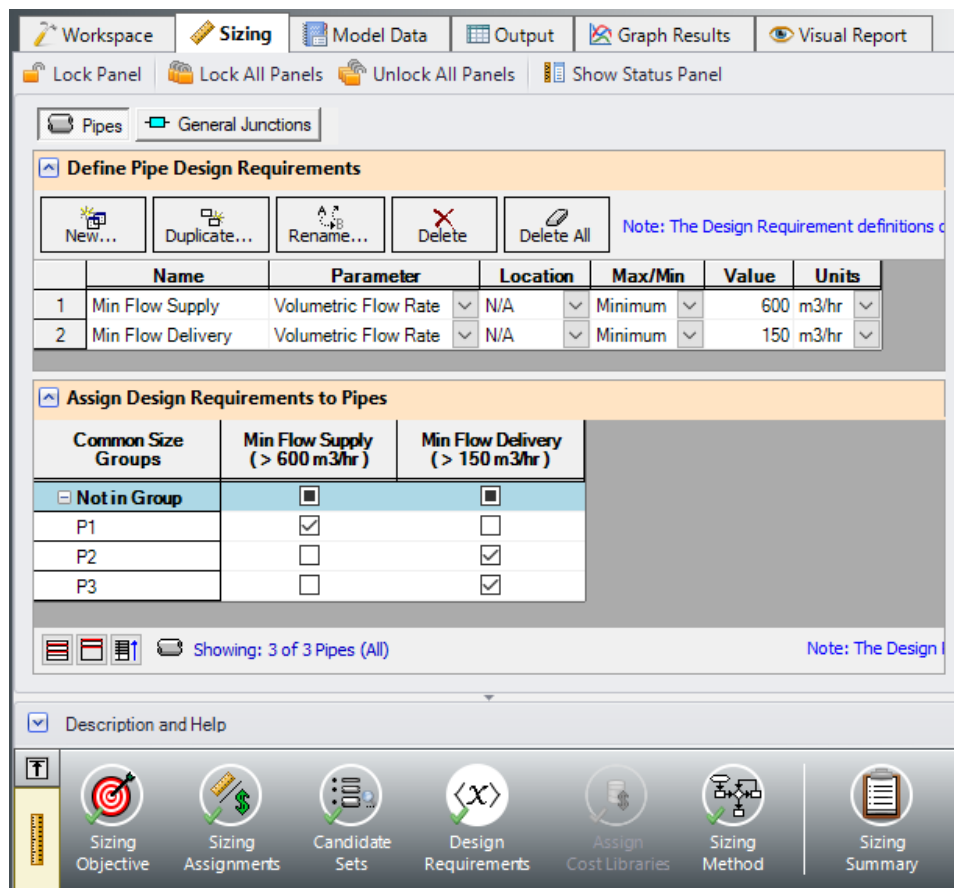 Workspace Sizing Model Data Output Graph Results Visual Report
Lock Panel Lock All Panels Unlock All Panels Show Status Panel
Pipes General Junctions
Define Pipe Design Requirements
New... Duplicate... Rename... Delete Delete All Note: The Design Requirement definitions c
Name Parameter Location Max/Min Value Units
1 Min Flow Supply Volumetric Flow Rate N/A Minimum 600 m3/hr
2 Min Flow Delivery Volumetric Flow Rate N/A Minimum 150 m3/hr
Assign Design Requirements to Pipes
Common Size Min Flow Supply Min Flow Delivery
Groups ( > 600 m3/hr ) ( > 150 m3/hr )
Not in Group
P1
P2
P3
Showing: 3 of 3 Pipes (All) Note: The Design
Description and Help
Sizing Sizing Candidate Design Assign Sizing Sizing
Objective Assignments Sets Requirements Cost Libraries Method Summary